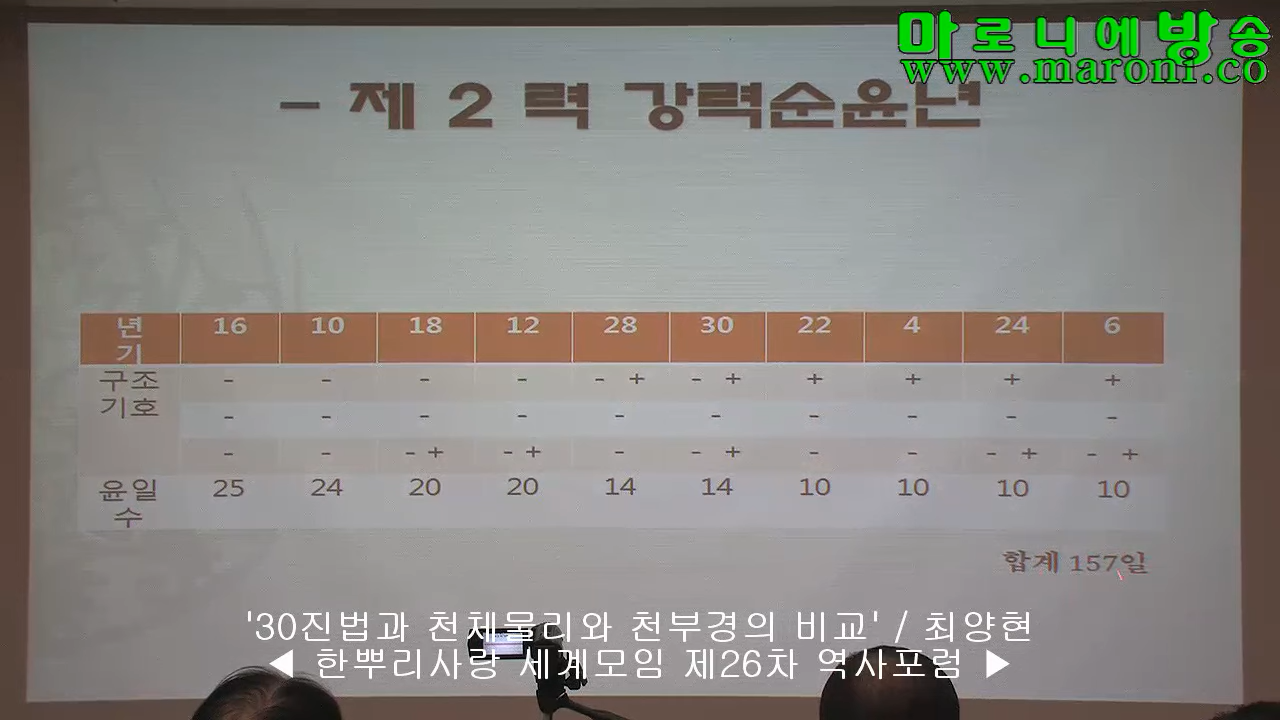 마로니에방송
www.maroni.co
- 제 2 력 강력순윤년
년기 16 10 18 12 28 30 22 4 24 6
구조기호 - - - - - + - + + + + +
- - - - - - - - - -
- - - + - + - - + - - - + - +
윤일수 25 24 20 20 14 14 10 10 10 10
합계 157일
'30진법과 천체물리와 천부경의 비교' / 최양현
◀ 한뿌리사랑 세계모임 제26차 역사포럼 ▶